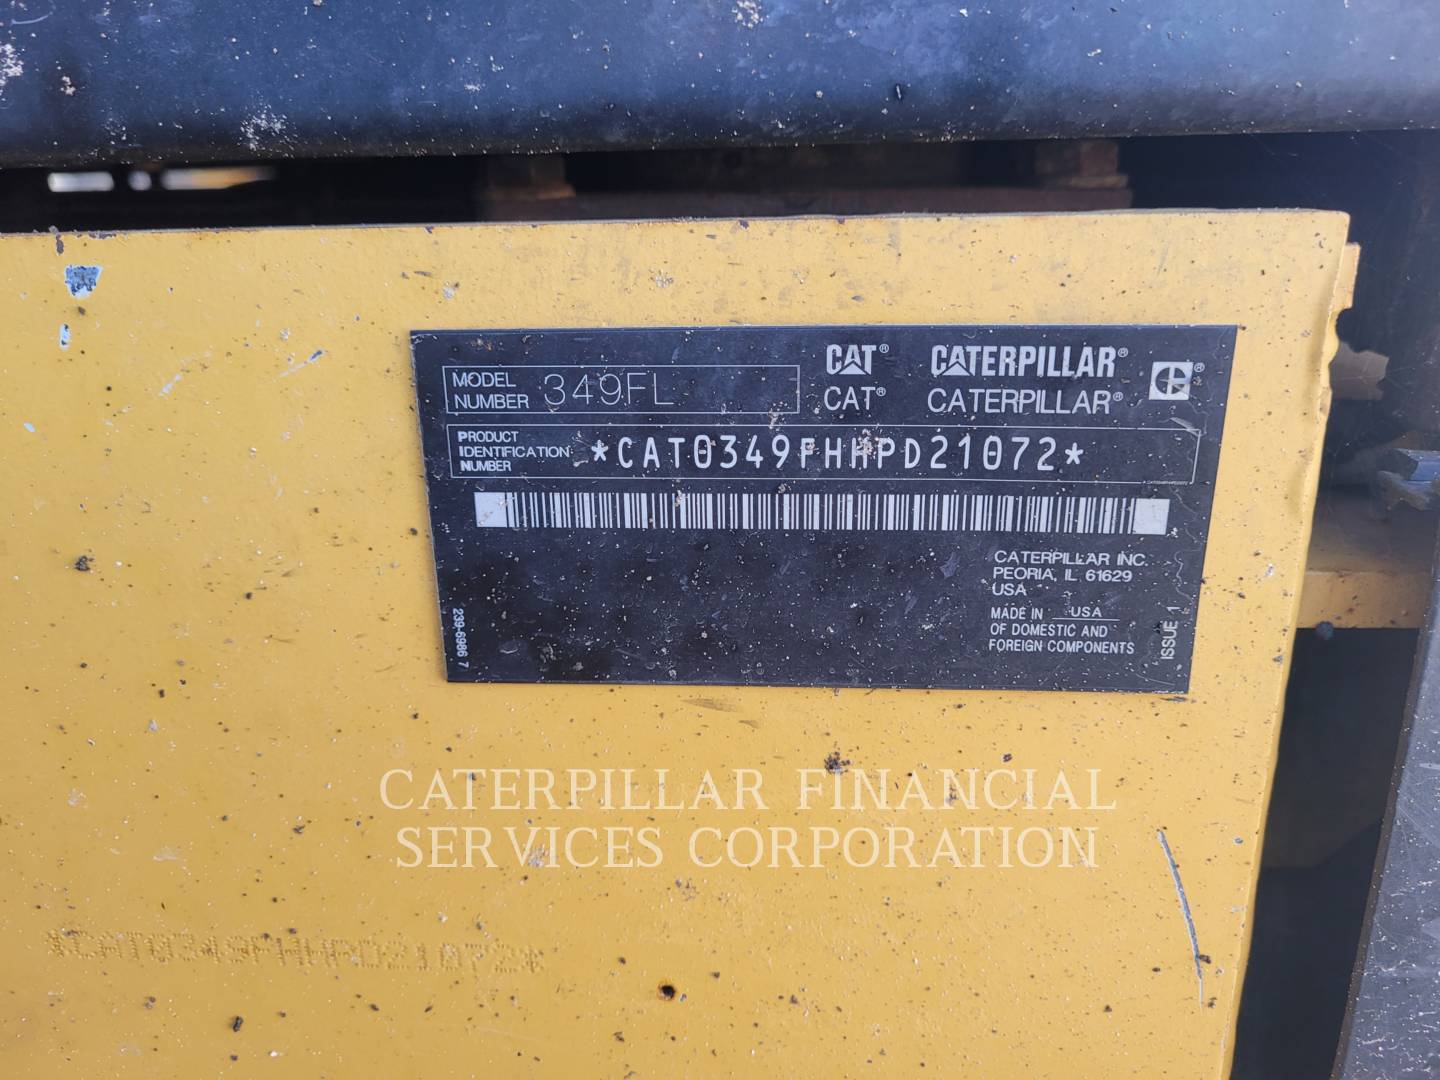 MODEL NUMBER 349FL
CAT® CATERPILLAR® ®
CAT® CATERPILLAR®
PRODUCT IDENTIFICATION NUMBER *CAT0349FHHPD21072*
CATERPILLAR INC.
PEORIA, IL 61629
USA
MADE IN USA
OF DOMESTIC AND
FOREIGN COMPONENTS
239-6986 7
ISSUE 1
CATERPILLAR FINANCIAL
SERVICES CORPORATION
*CAT0349FHHPD21072*